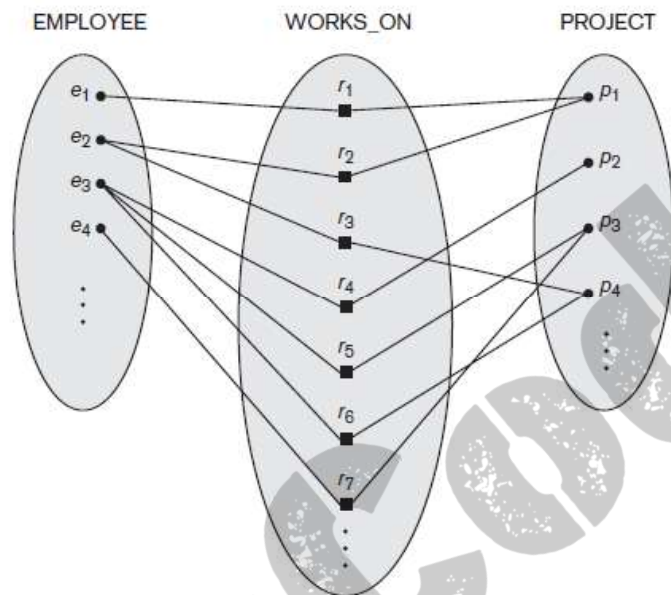 EMPLOYEE WORKS_ON PROJECT
e1
e2
e3
e4
r1
r2
r3
r4
r5
r6
r7
p1
p2
p3
p4